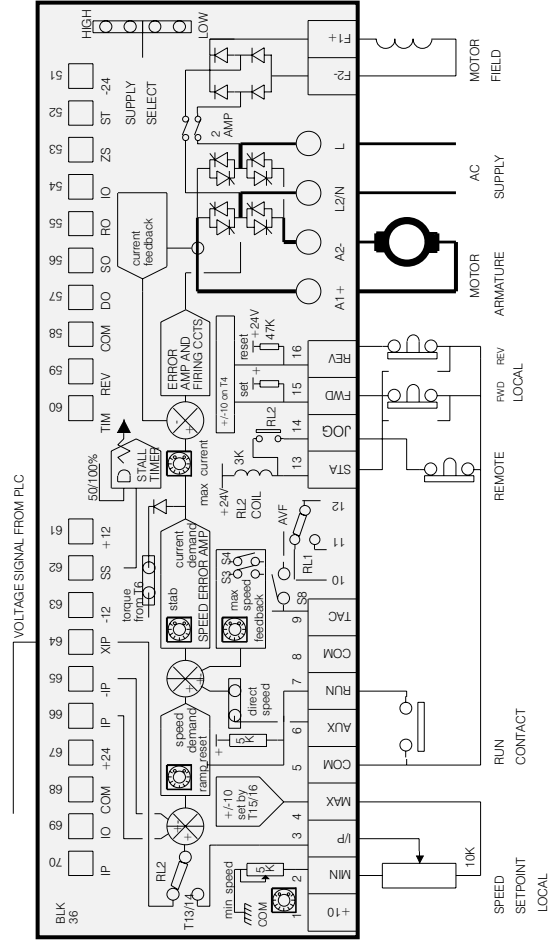 VOLTAGE SIGNAL FROM PLC
70
69
68
67
66
65
64
63
62
61
60
59
58
57
56
55
54
53
52
51
IP
IO
COM
+24
IP
-IP
XIP
-12
SS
+12
TIM
REV
COM
DO
SO
RO
IO
ZS
ST
-24
BLK
36
HIGH
LOW
SUPPLY
SELECT
50/100%
STALL
TIMER
torque
from T6
RL2
T13/14
speed
demand
ramp reset
stab
current
demand
SPEED ERROR AMP
max current
ERROR
AMP AND
FIRING CCTS
current
feedback
2
AMP
min speed
COM
5
K
+/-10
set by
T15/16
+
5
K
direct
speed
max
speed
feedback
S3
S4
S8
AVF
RL1
+24V
RL2
COIL
3K
RL2
+/-10 on T4
set
+
reset
+24V
47K
1
2
3
4
5
6
7
8
9
10
11
12
13
14
15
16
+10
MIN
I/P
MAX
COM
AUX
RUN
COM
TAC
STA
JOG
FWD
REV
A1+
A2-
L2/N
L
F2-
F1+
10K
SPEED
SETPOINT
LOCAL
RUN
CONTACT
REMOTE
FWD
REV
LOCAL
MOTOR
ARMATURE
AC
SUPPLY
MOTOR
FIELD